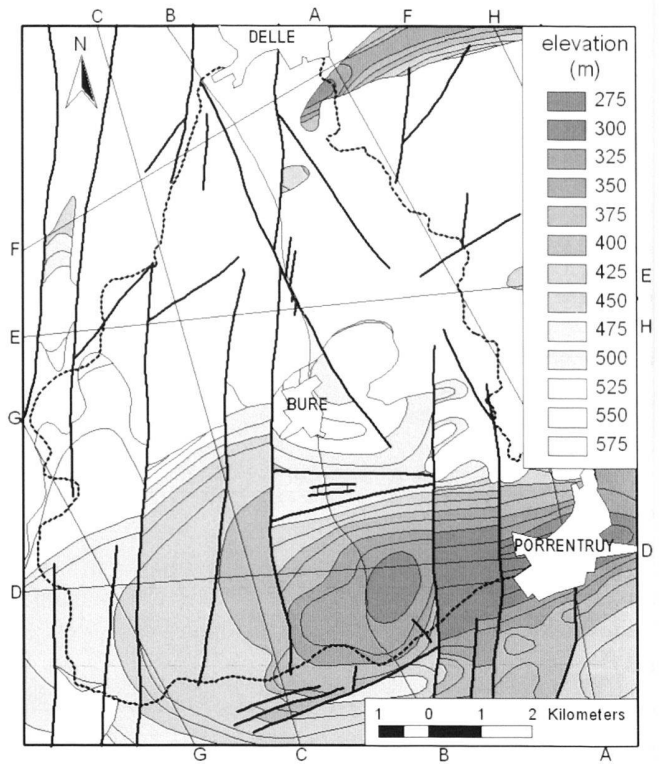 C B A F H
DELLE
N
elevation
(m)
275
300
325
350
375
400
425
450
475
500
525
550
575
F
E
E
H
G
BURE
PORRENTRUY
D
D
1 0 1 2 Kilometers
G C B A